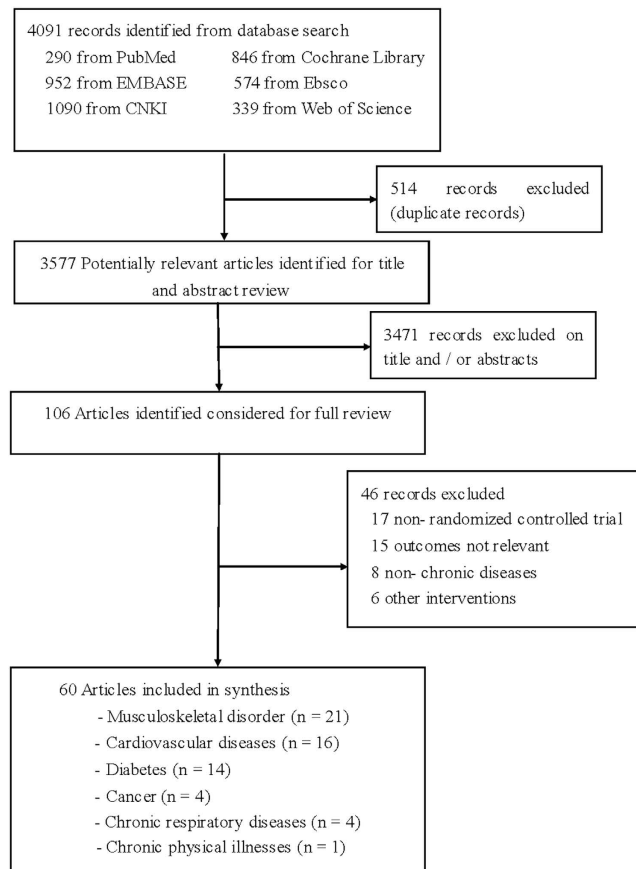 4091 records identified from database search
290 from PubMed 846 from Cochrane Library
952 from EMBASE 574 from Ebsco
1090 from CNKI 339 from Web of Science
514 records excluded
(duplicate records)
3577 Potentially relevant articles identified for title
and abstract review
3471 records excluded on
title and / or abstracts
106 Articles identified considered for full review
46 records excluded
17 non- randomized controlled trial
15 outcomes not relevant
8 non- chronic diseases
6 other interventions
60 Articles included in synthesis
- Musculoskeletal disorder (n = 21)
- Cardiovascular diseases (n = 16)
- Diabetes (n = 14)
- Cancer (n = 4)
- Chronic respiratory diseases (n = 4)
- Chronic physical illnesses (n = 1)